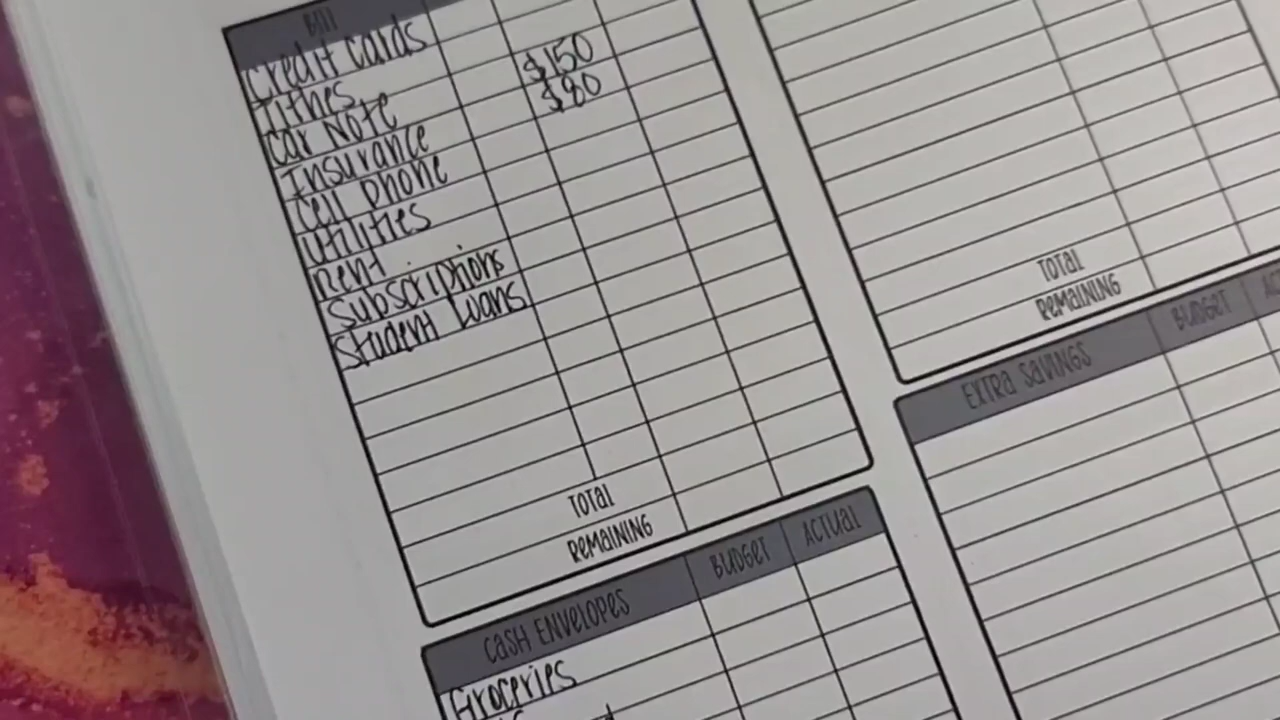 Bill
Credit Cards
Tithes $150
Car Note $80
Insurance
Cell Phone
Utilities
Rent
Subscriptions
Student Loans
TOTAL
REMAINING
CASH ENVELOPES BUDGET ACTUAL
Groceries
TOTAL
REMAINING
EXTRA SAVINGS BUDGET